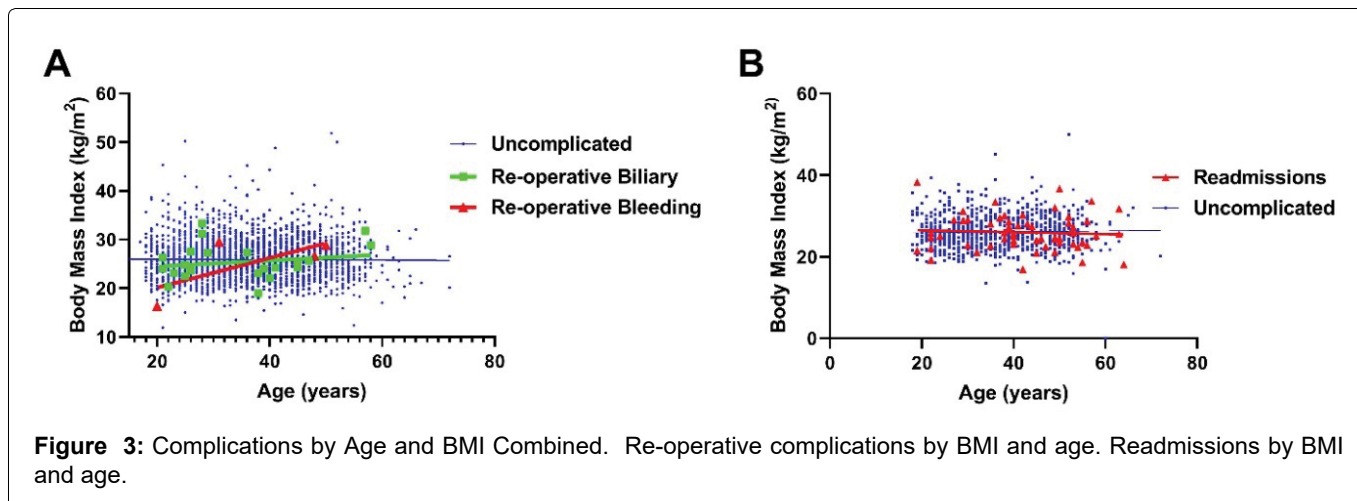 A
B
Body Mass Index (kg/m²)
60
50
40
30
20
10
20
40
60
80
Age (years)
Uncomplicated
Re-operative Biliary
Re-operative Bleeding
Body Mass Index (kg/m²)
60
40
20
0
0
20
40
60
80
Age (years)
Readmissions
Uncomplicated
Figure 3: Complications by Age and BMI Combined. Re-operative complications by BMI and age. Readmissions by BMI
and age.